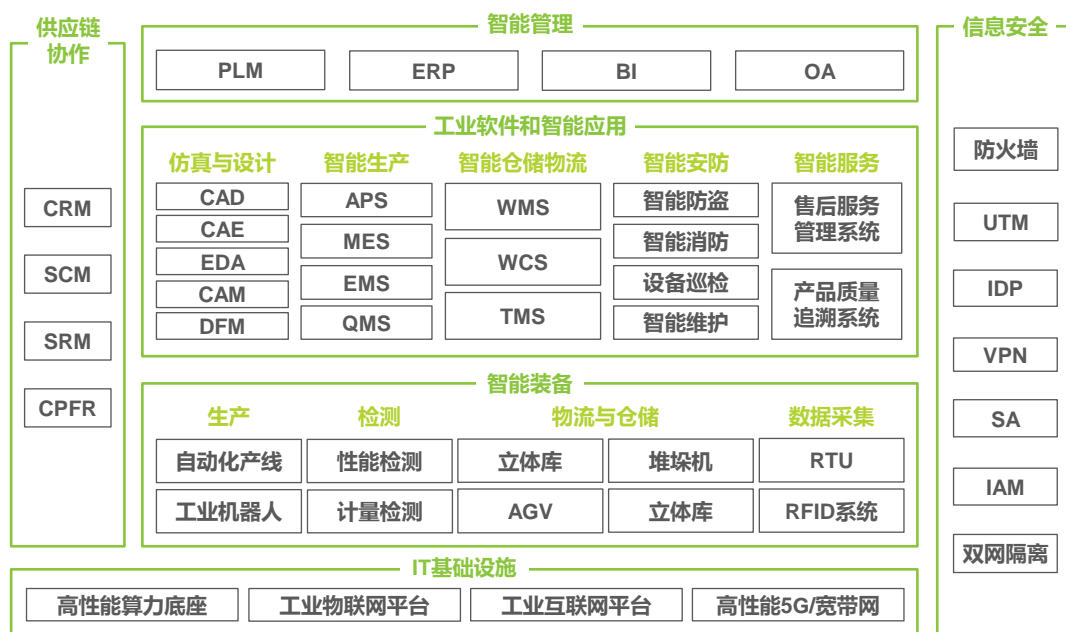 供应链
协作
CRM
SCM
SRM
CPFR
智能管理
PLM
ERP
BI
OA
工业软件和智能应用
仿真与设计
CAD
CAE
EDA
CAM
DFM
智能生产
APS
MES
EMS
QMS
智能仓储物流
WMS
WCS
TMS
智能安防
智能防盗
智能消防
设备巡检
智能维护
智能服务
售后服务
管理系统
产品质量
追溯系统
智能装备
生产
自动化产线
工业机器人
检测
性能检测
计量检测
物流与仓储
立体库
堆垛机
AGV
立体库
数据采集
RTU
RFID系统
IT基础设施
高性能算力底座
工业物联网平台
工业互联网平台
高性能5G/宽带网
信息安全
防火墙
UTM
IDP
VPN
SA
IAM
双网隔离